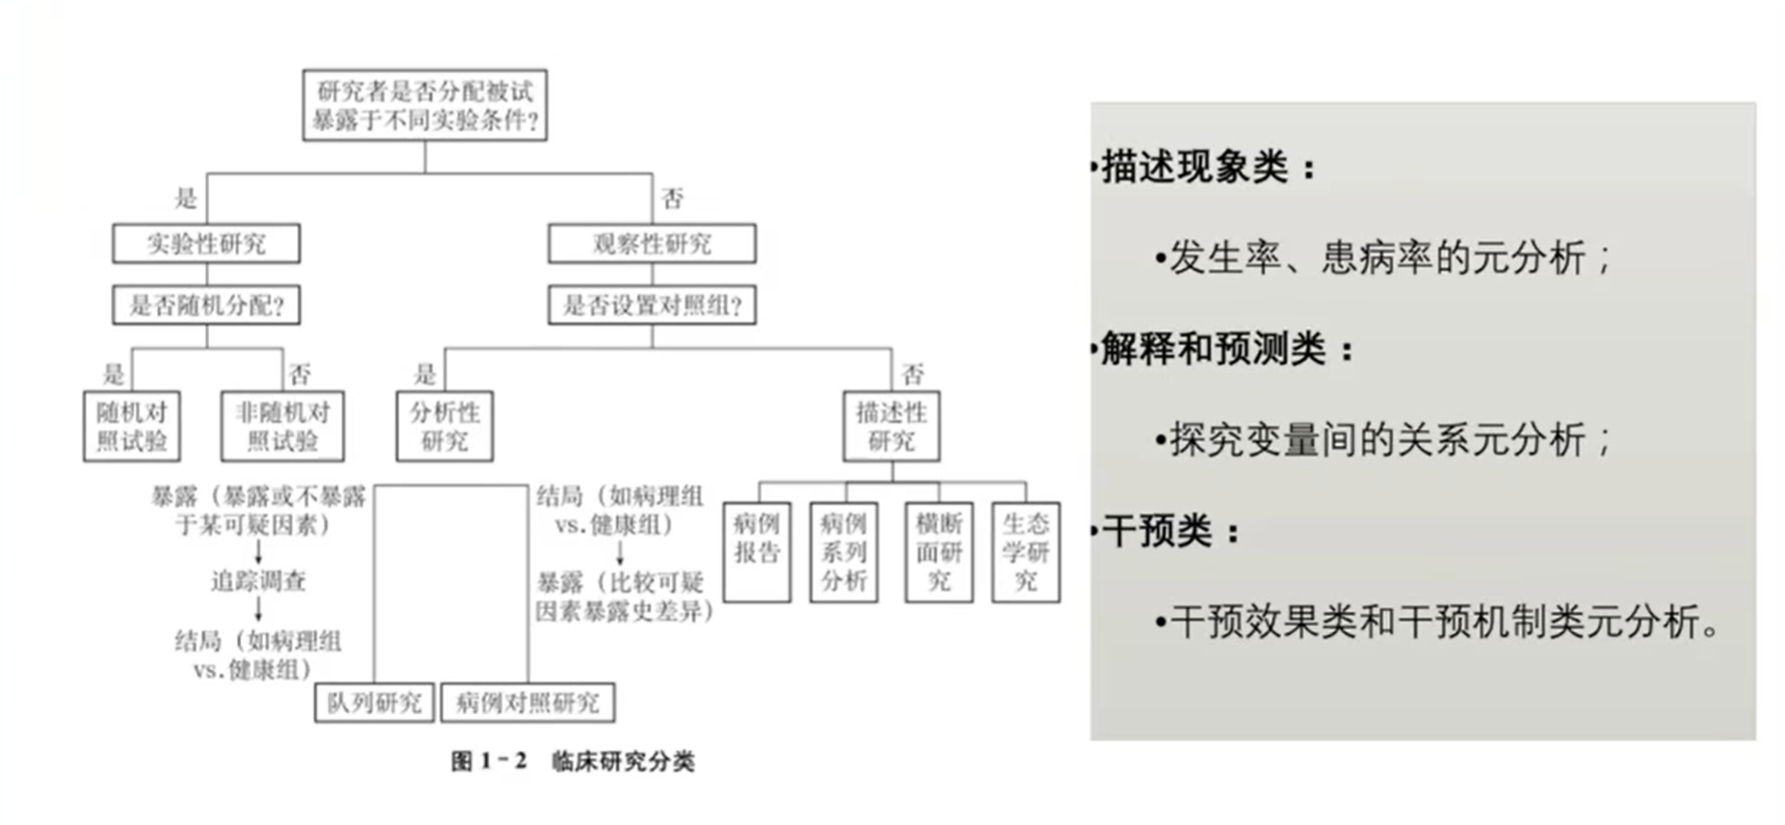 研究者是否分配被试
暴露于不同实验条件?
是
否
实验性研究
观察性研究
是否随机分配?
是否设置对照组?
是
否
是
否
随机对
照试验
非随机对
照试验
分析性
研究
描述性
研究
暴露（暴露或不暴露
于某可疑因素）
追踪调查
结局（如病理组
vs.健康组）
结局（如病理组
vs.健康组）
暴露（比较可疑
因素暴露史差异）
病例
报告
病例
系列
分析
横断
面研
究
生态
学研
究
队列研究
病例对照研究
图 1-2 临床研究分类
•描述现象类：
•发生率、患病率的元分析；
•解释和预测类：
•探究变量间的关系元分析；
•干预类：
•干预效果类和干预机制类元分析。